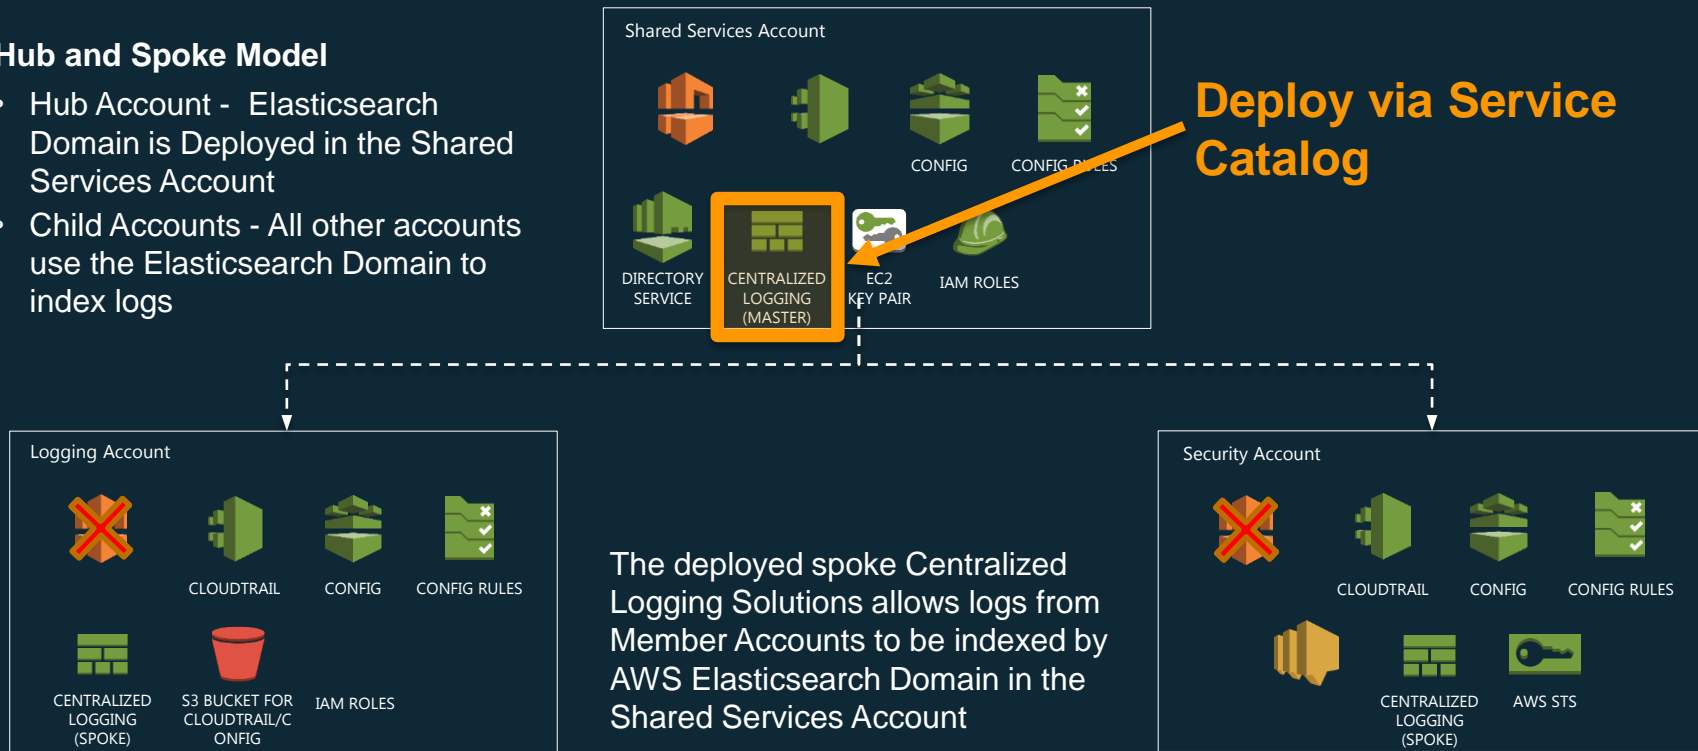 Hub and Spoke Model
• Hub Account - Elasticsearch
Domain is Deployed in the Shared
Services Account
• Child Accounts - All other accounts
use the Elasticsearch Domain to
index logs
Shared Services Account
CONFIG
CONFIG RULES
DIRECTORY
SERVICE
CENTRALIZED
LOGGING
(MASTER)
EC2
KEY PAIR
IAM ROLES
Deploy via Service
Catalog
Logging Account
CLOUDTRAIL
CONFIG
CONFIG RULES
CENTRALIZED
LOGGING
(SPOKE)
S3 BUCKET FOR
CLOUDTRAIL/C
ONFIG
IAM ROLES
The deployed spoke Centralized
Logging Solutions allows logs from
Member Accounts to be indexed by
AWS Elasticsearch Domain in the
Shared Services Account
Security Account
CLOUDTRAIL
CONFIG
CONFIG RULES
CENTRALIZED
LOGGING
(SPOKE)
AWS STS